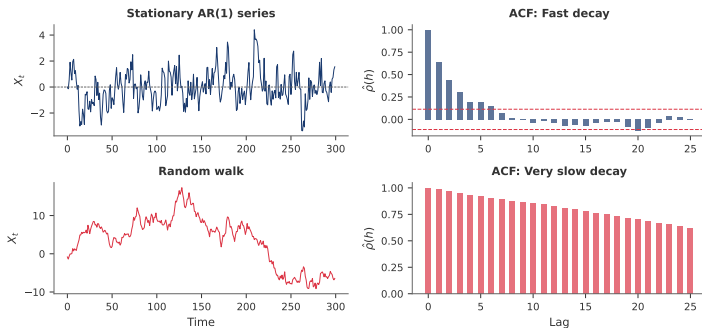 Stationary AR(1) series
X_t
4
2
0
−2
0 50 100 150 200 250 300
ACF: Fast decay
ρ̂(h)
1.00
0.75
0.50
0.25
0.00
0 5 10 15 20 25
Random walk
X_t
10
0
−10
0 50 100 150 200 250 300
Time
ACF: Very slow decay
ρ̂(h)
1.00
0.75
0.50
0.25
0.00
0 5 10 15 20 25
Lag